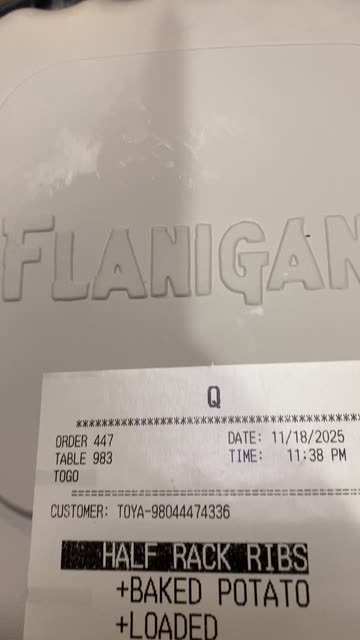 FLANIGAN
Q
********************************************
ORDER 447 DATE: 11/18/2025
TABLE 983 TIME: 11:38 PM
TOGO
============================================
CUSTOMER: TOYA-98044474336
HALF RACK RIBS
+BAKED POTATO
+LOADED